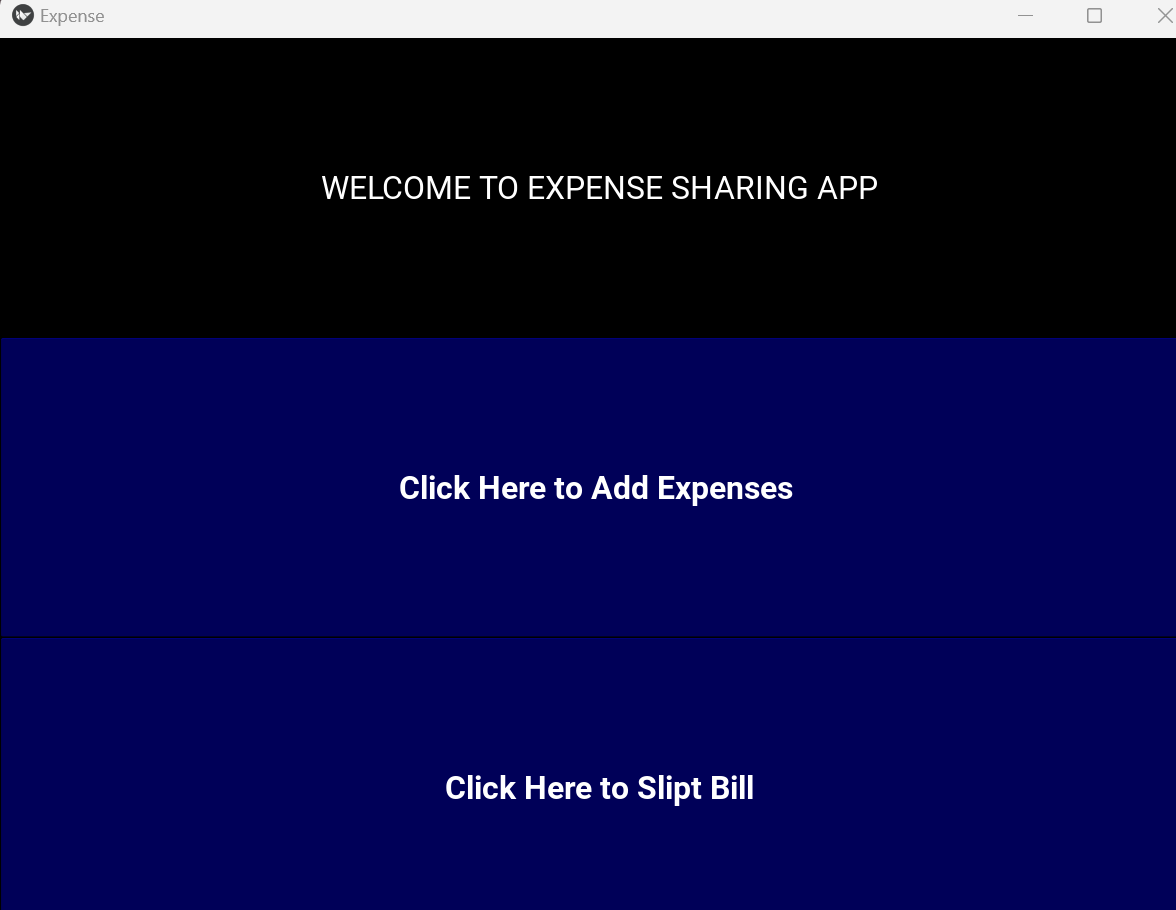 Expense
WELCOME TO EXPENSE SHARING APP
Click Here to Add Expenses
Click Here to Slipt Bill